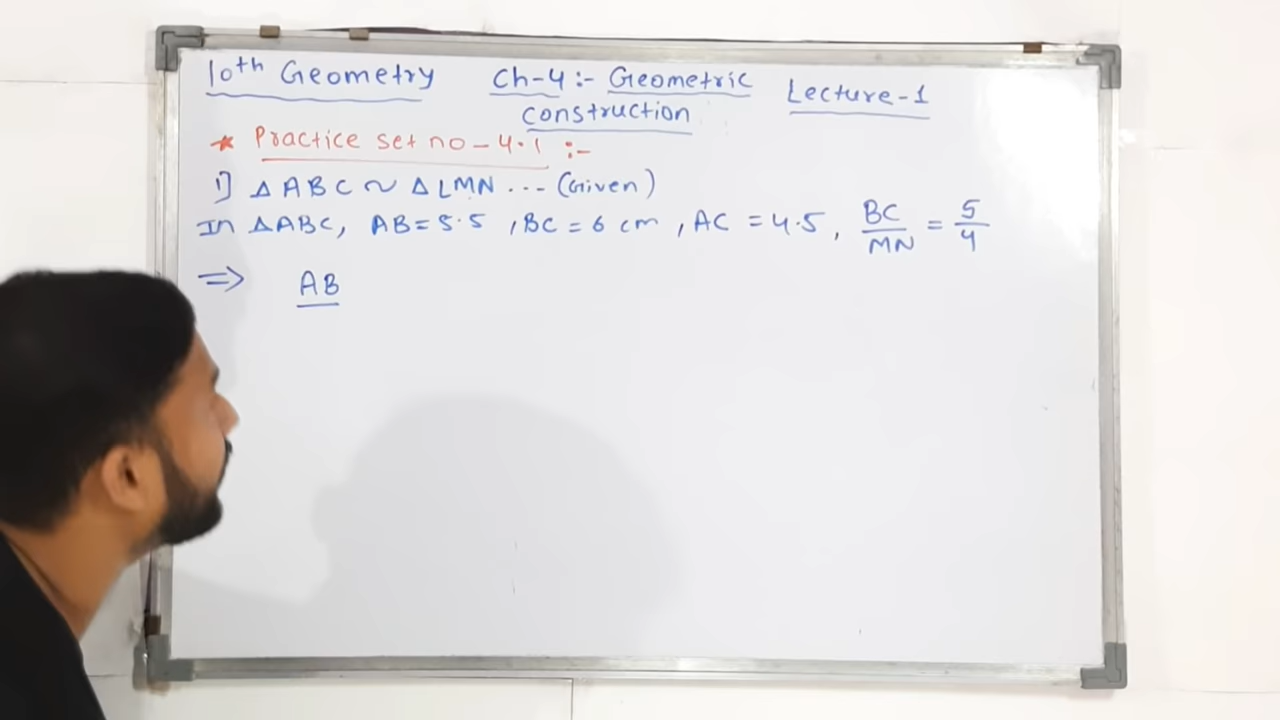 10th Geometry Ch-4:- Geometric construction Lecture-1
* Practice set no-4.1 :-
1] Δ ABC ~ Δ LMN ... (Given)
In ΔABC, AB=5.5 , BC = 6 cm , AC = 4.5 , BC/MN = 5/4
⇒ AB